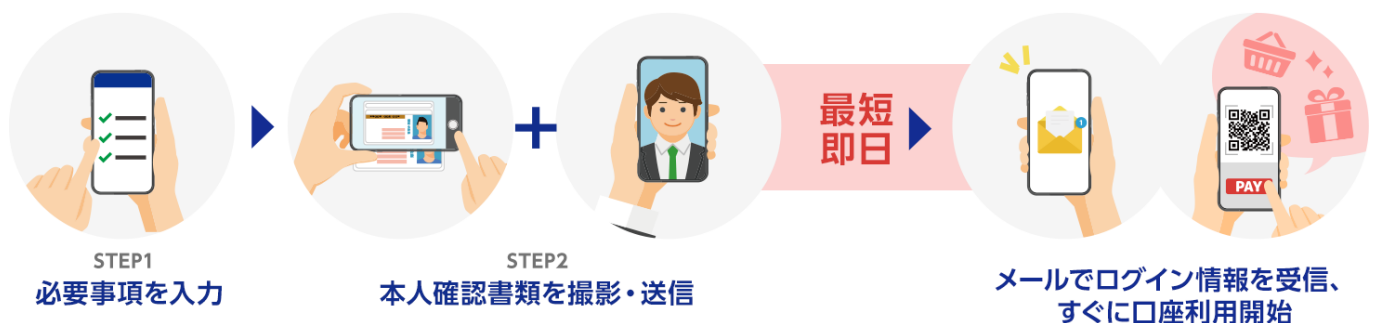 STEP1
必要事項を入力
STEP2
本人確認書類を撮影・送信
最短
即日
1
PAY
メールでログイン情報を受信、
すぐに口座利用開始